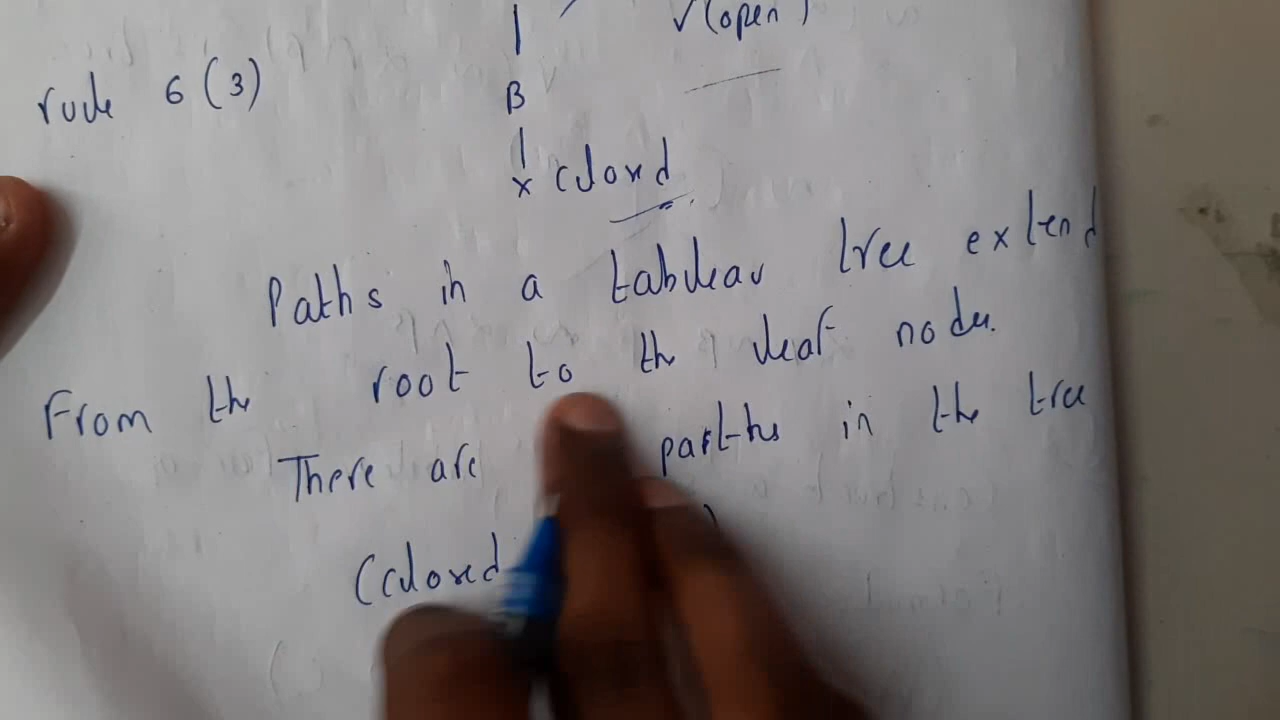 √(open)
|
rule 6 (3)
B
|
x closed
Paths in a tableau tree extend
From the root to the leaf node.
There are paths in the tree
(closed